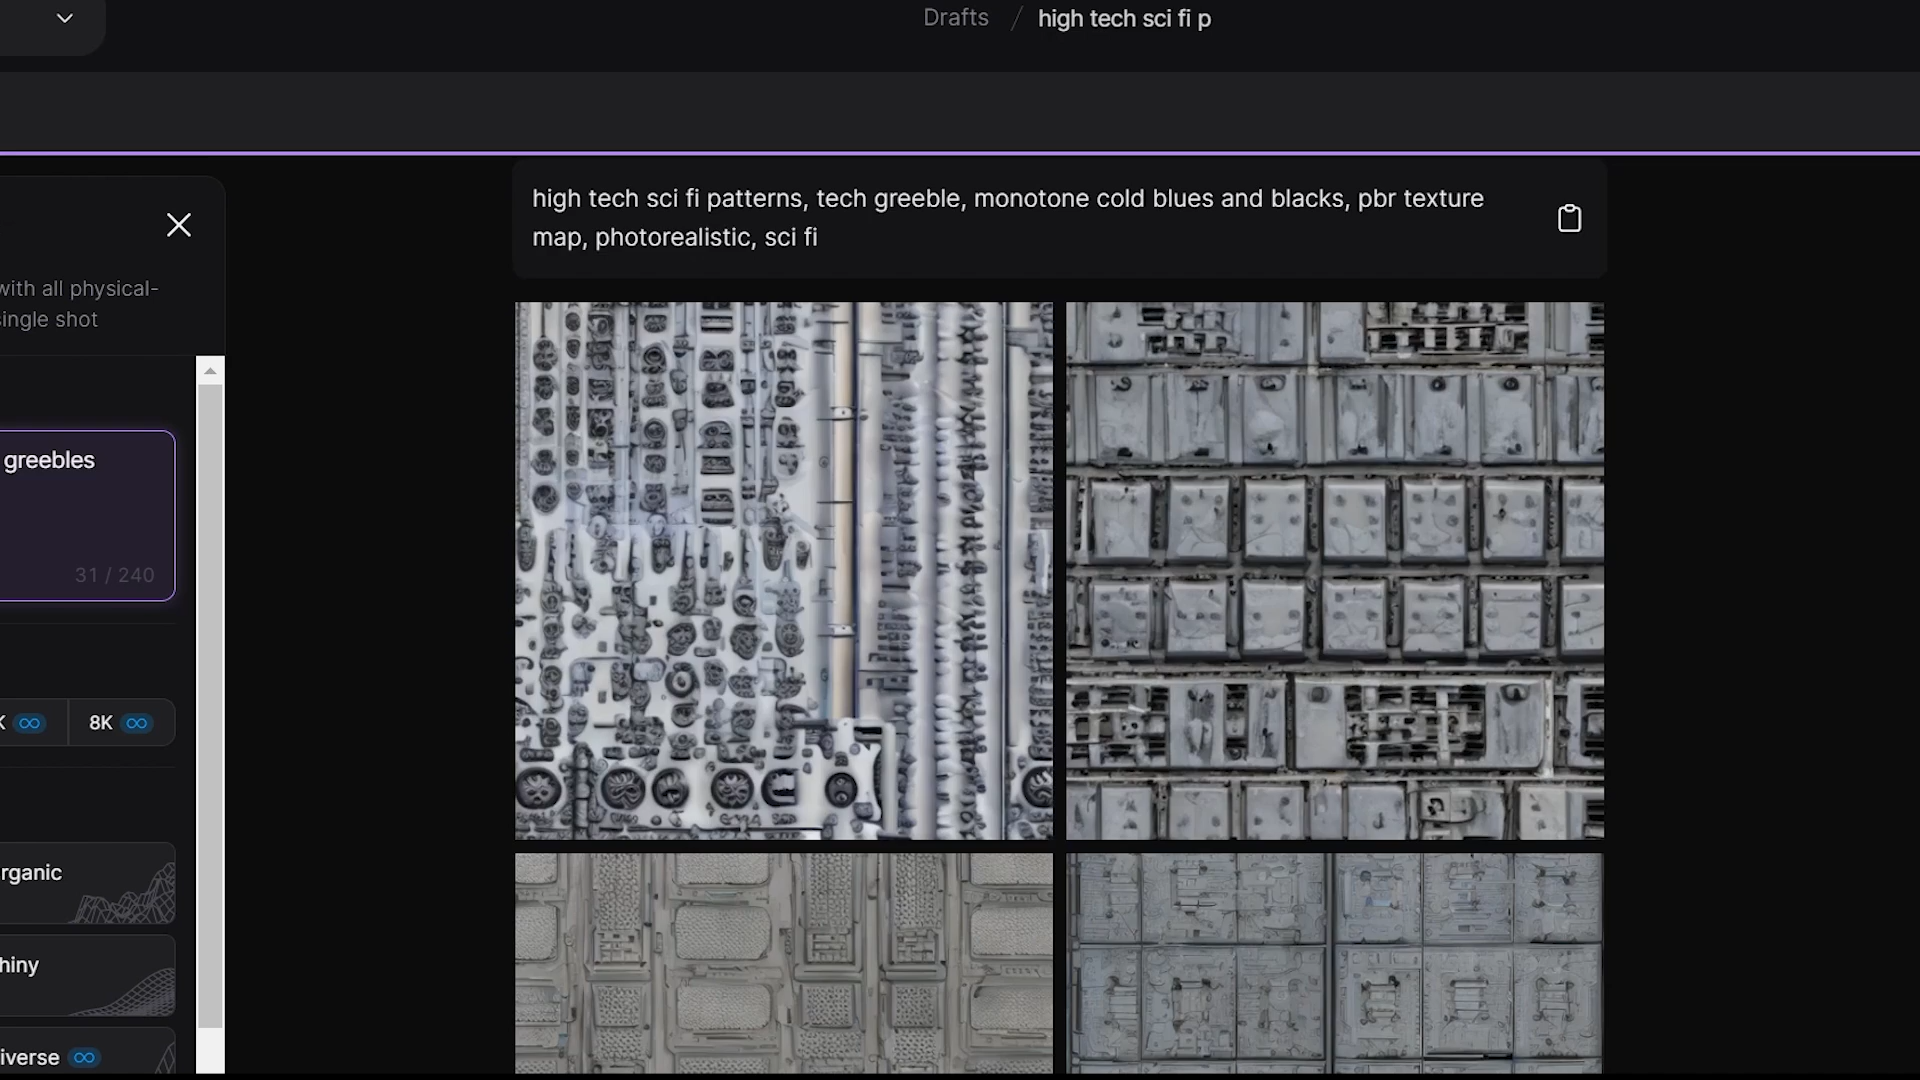 Drafts / high tech sci fi p
high tech sci fi patterns, tech greeble, monotone cold blues and blacks, pbr texture
map, photorealistic, sci fi
with all physical-
single shot
greebles
31 / 240
K 8K
rganic
hiny
iverse